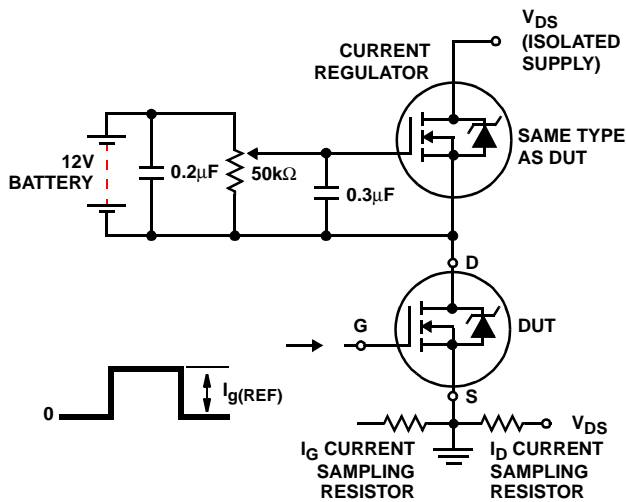 V_DS
(ISOLATED
SUPPLY)
CURRENT
REGULATOR
SAME TYPE
AS DUT
12V
BATTERY
0.2μF
50kΩ
0.3μF
D
G
DUT
0
I_g(REF)
S
V_DS
I_G CURRENT
SAMPLING
RESISTOR
I_D CURRENT
SAMPLING
RESISTOR